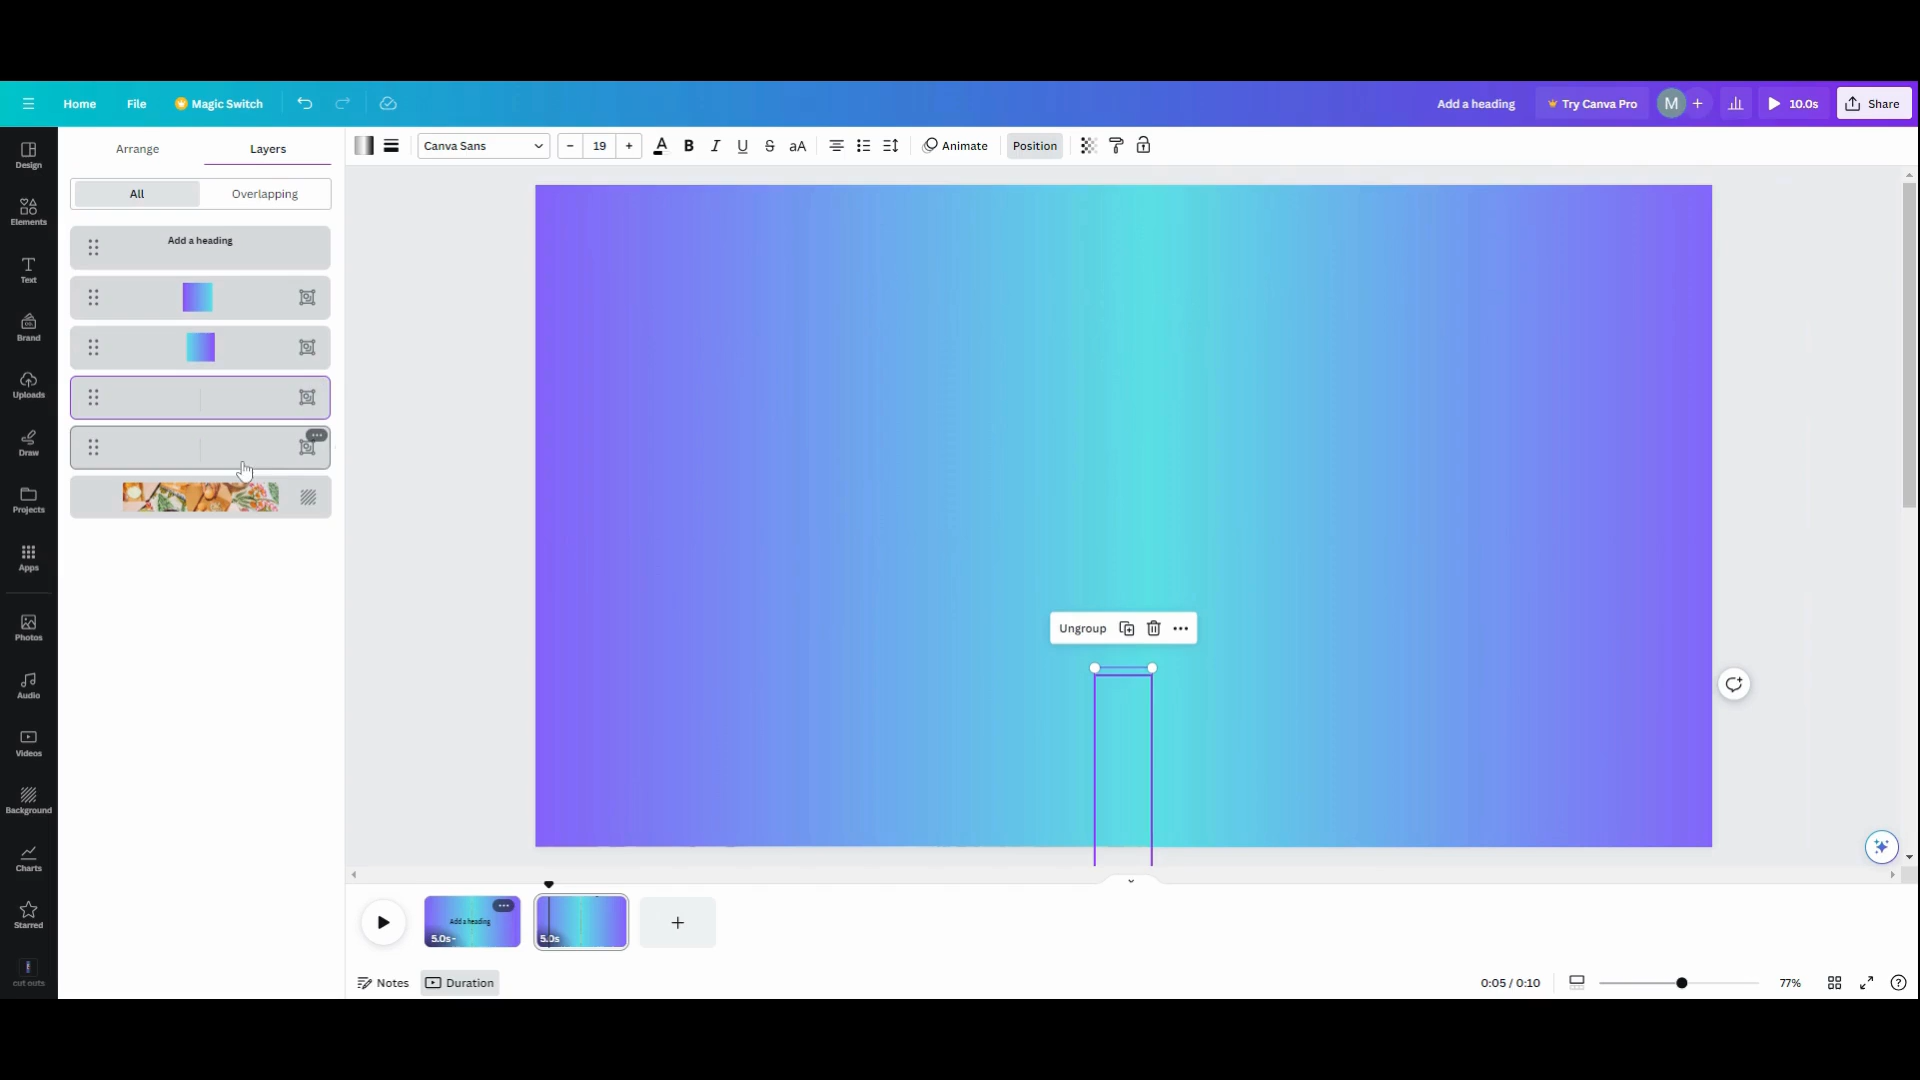 Home File Magic Switch
Add a heading Try Canva Pro M 10.0s Share
Arrange Layers
Canva Sans 19 B I U S aA Animate Position
Design
All Overlapping
Elements
Add a heading
Text
Brand
Uploads
Draw
Projects
Apps
Photos
Ungroup
Audio
Videos
Background
Charts
Starred
cut outs
Add a heading
5.0s
5.0s
Notes Duration 0:05 / 0:10 77%